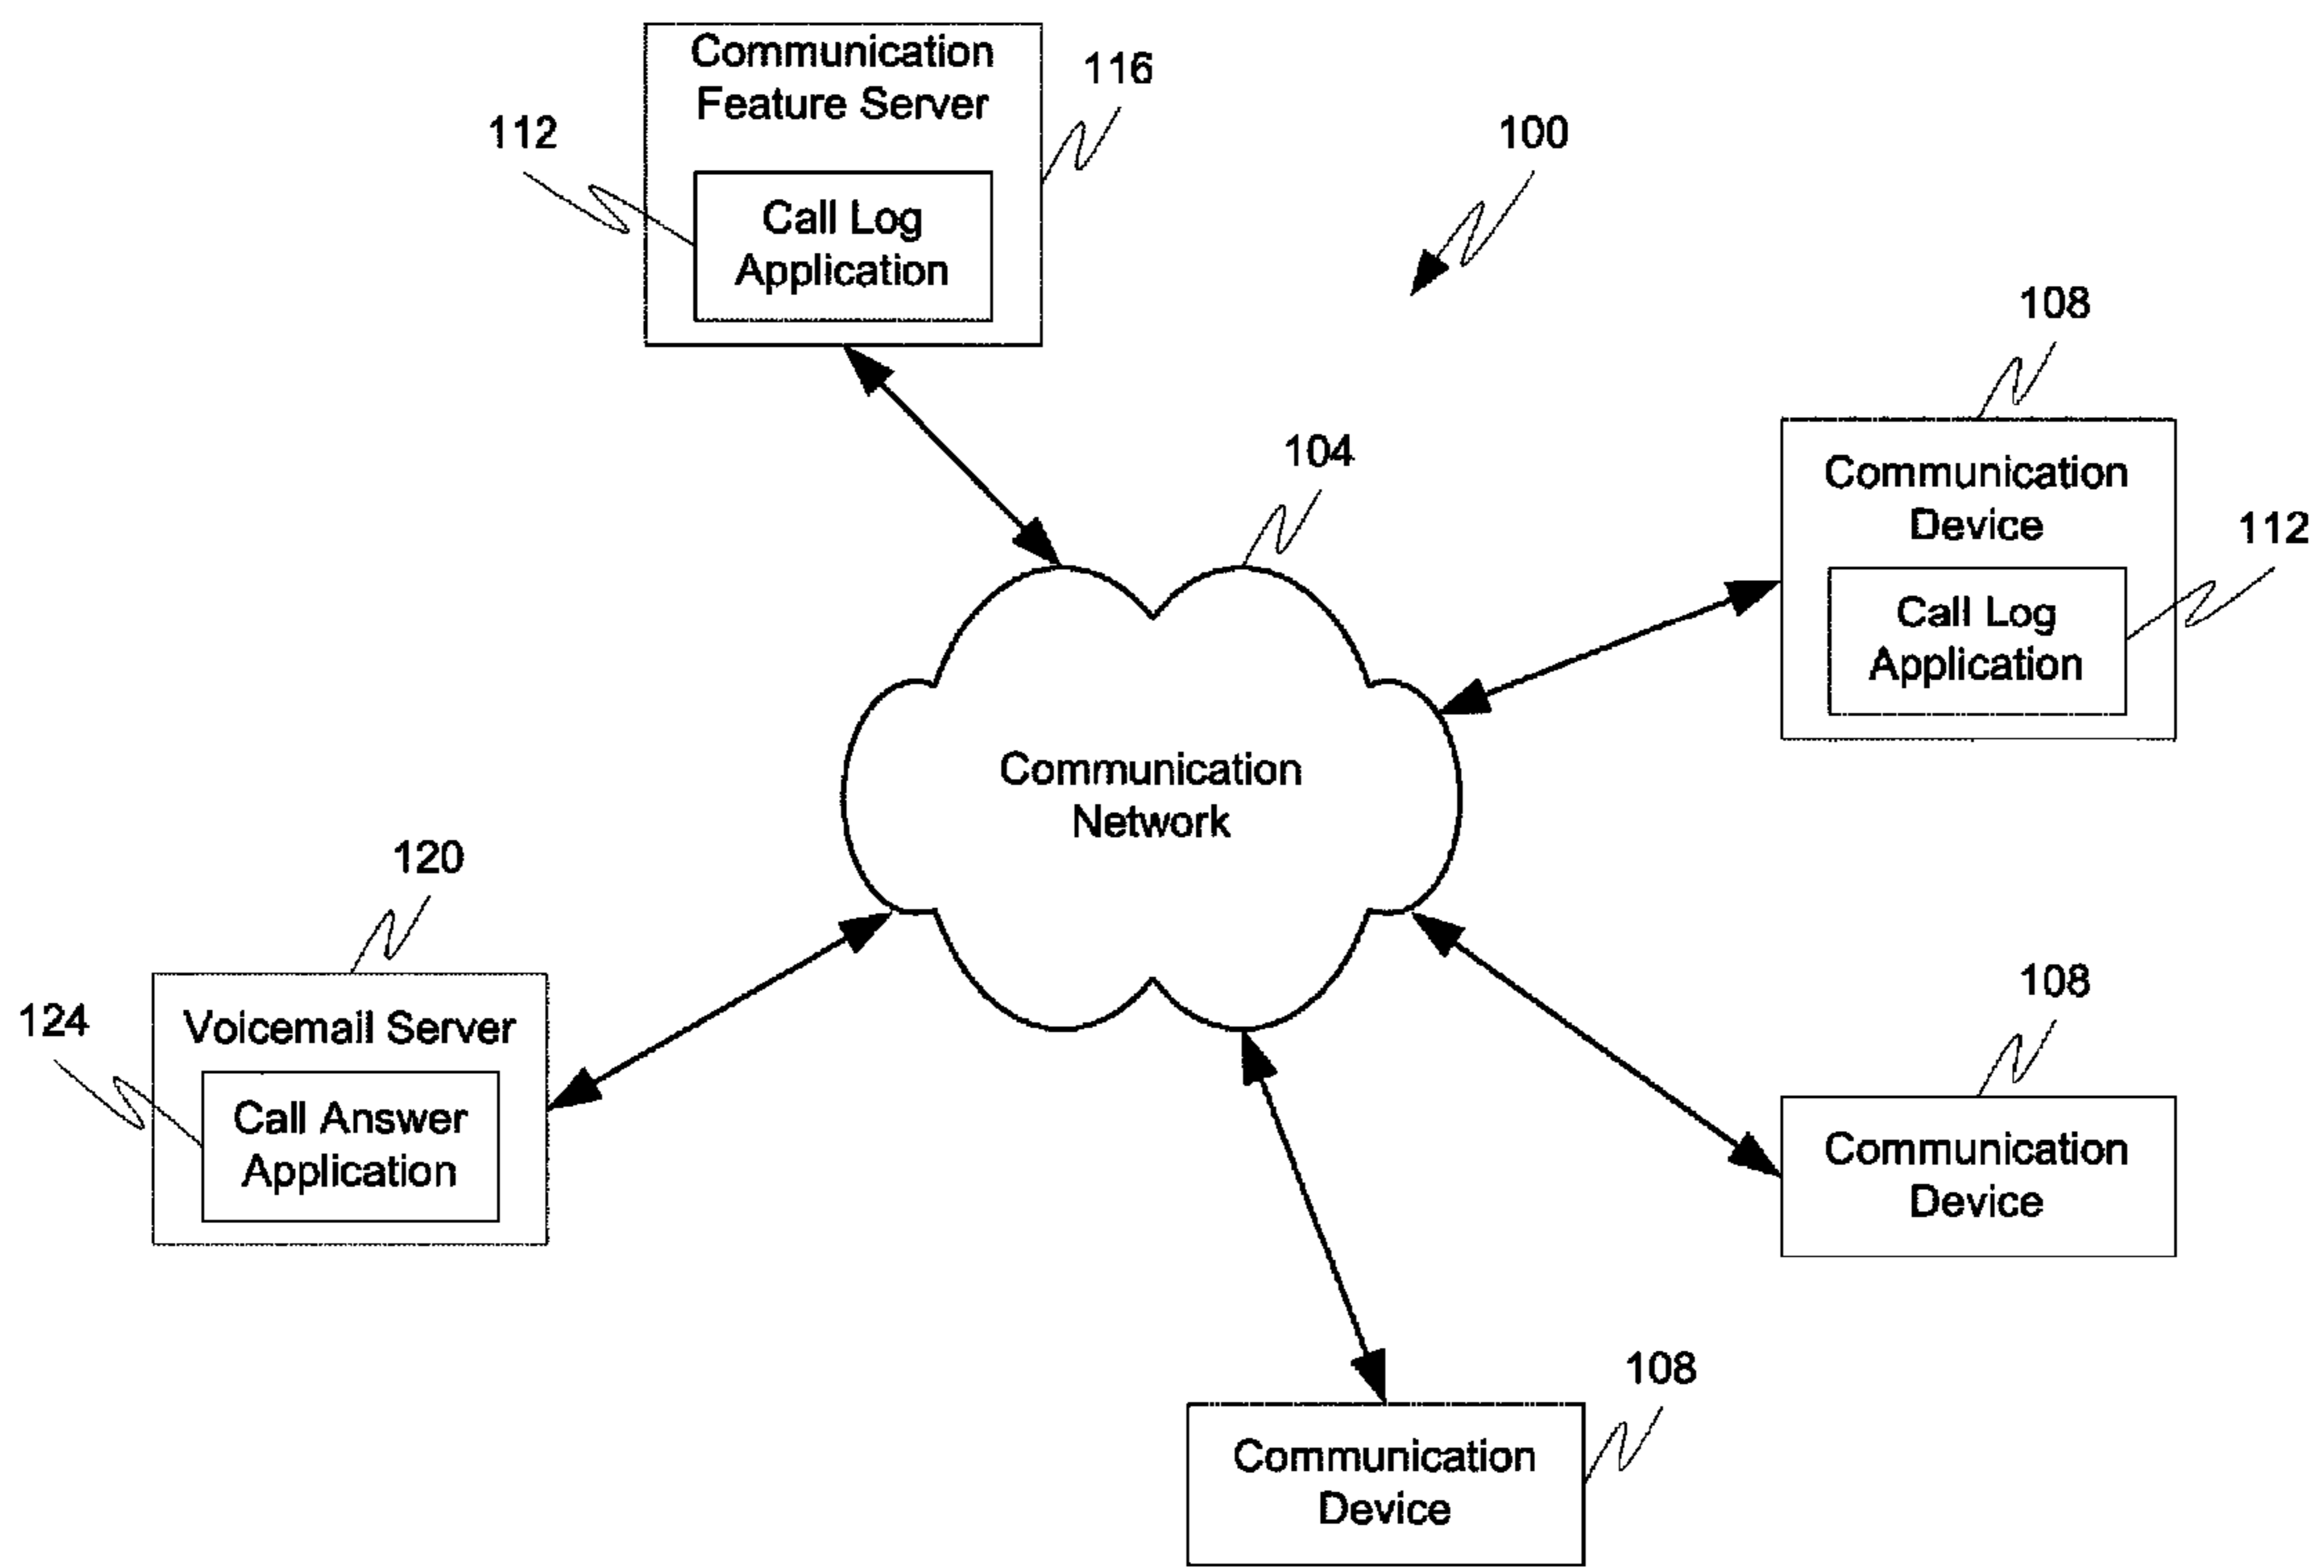 Communication
Feature Server
116
112
Call Log
Application
100
108
Communication
Device
112
Call Log
Application
104
Communication
Network
120
124
Voicemail Server
Call Answer
Application
108
Communication
Device
108
Communication
Device